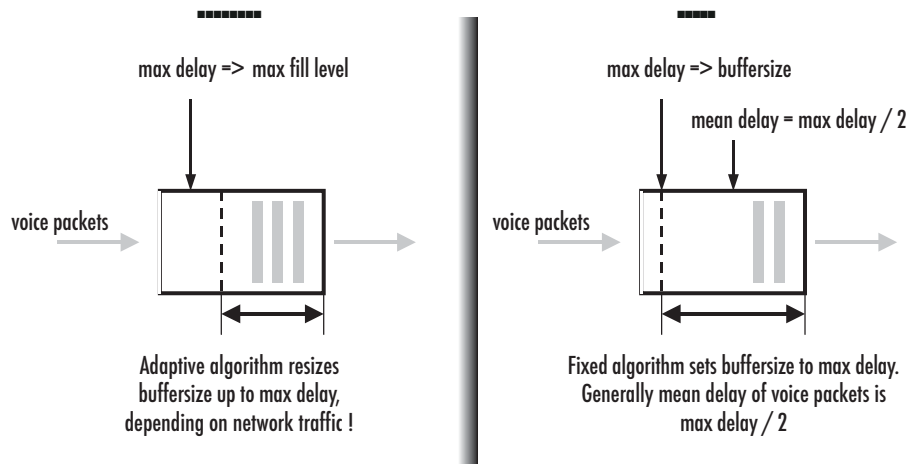 max delay => max fill level
voice packets
Adaptive algorithm resizes
buffersize up to max delay,
depending on network traffic !
max delay => buffersize
mean delay = max delay / 2
voice packets
Fixed algorithm sets buffersize to max delay.
Generally mean delay of voice packets is
max delay / 2